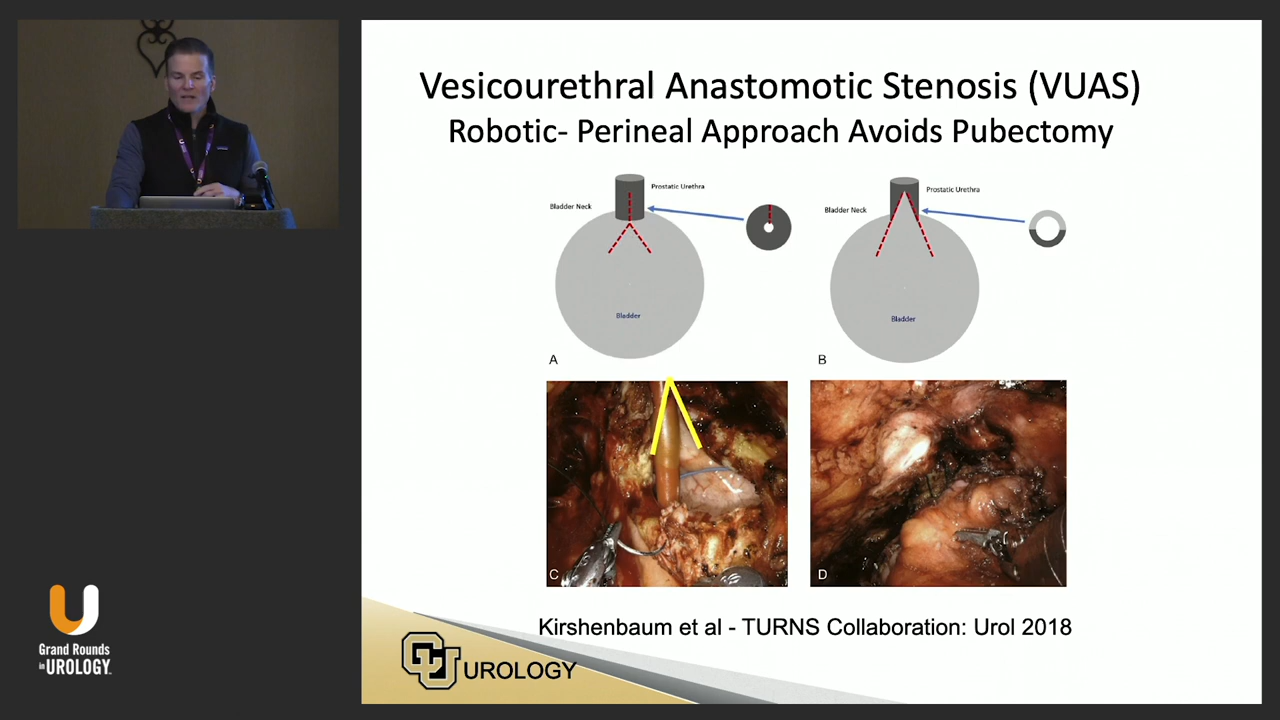 Vesicourethral Anastomotic Stenosis (VUAS)
Robotic- Perineal Approach Avoids Pubectomy
Prostatic Urethra
Bladder Neck
Bladder
A
Prostatic Urethra
Bladder Neck
Bladder
B
C
D
Kirshenbaum et al - TURNS Collaboration: Urol 2018
CU UROLOGY
Grand Rounds
in UROLOGY